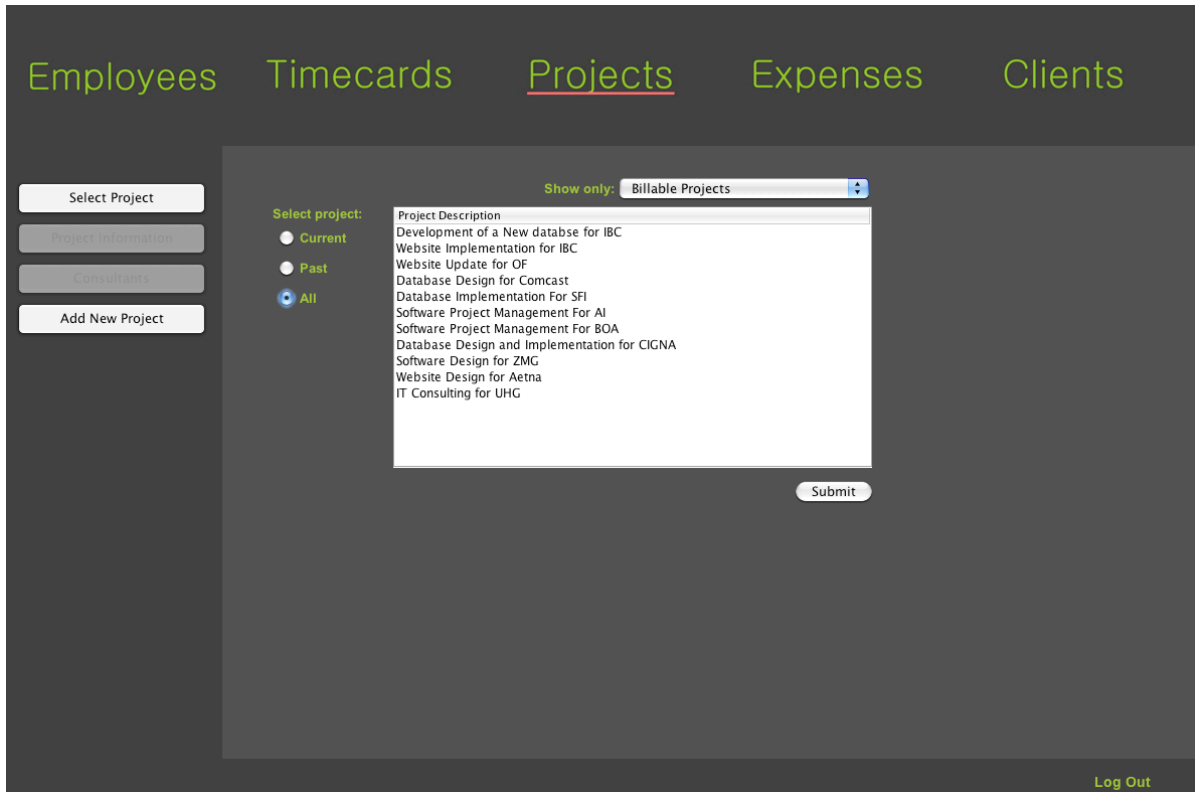 Employees Timecards Projects Expenses Clients
Select Project
Project Information
Consultants
Add New Project
Show only: Billable Projects
Select project:
Current
Past
All
Project Description
Development of a New databse for IBC
Website Implementation for IBC
Website Update for OF
Database Design for Comcast
Database Implementation For SFI
Software Project Management For AI
Software Project Management For BOA
Database Design and Implementation for CIGNA
Software Design for ZMG
Website Design for Aetna
IT Consulting for UHG
Submit
Log Out